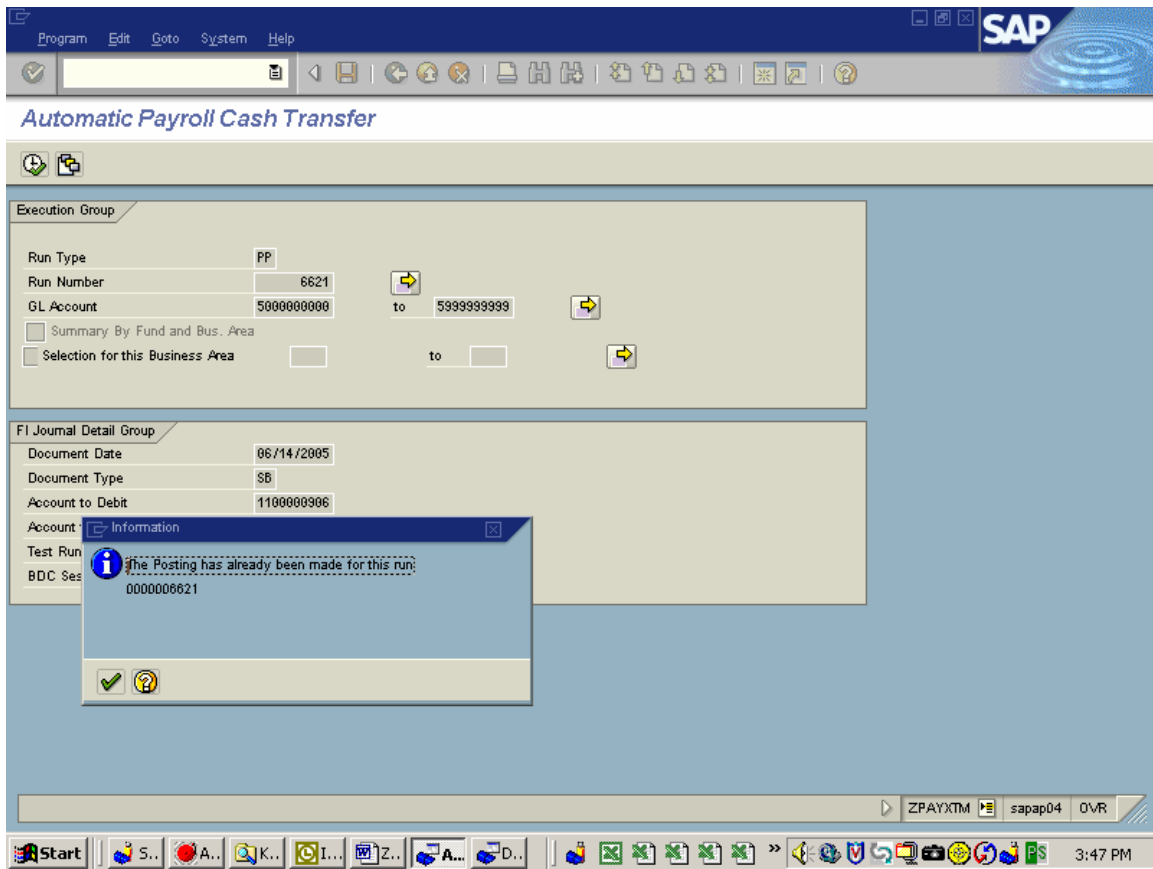 Program Edit Goto System Help
SAP
Automatic Payroll Cash Transfer
Execution Group
Run Type PP
Run Number 6621
GL Account 5000000000 to 5999999999
Summary By Fund and Bus. Area
Selection for this Business Area to
FI Journal Detail Group
Document Date 06/14/2005
Document Type SB
Account to Debit 1100000906
Account
Information
Test Run
The Posting has already been made for this run
BDC Ses
0000006621
ZPAYXTM sapap04 OVR
Start S.. A.. K.. I... Z.. A... D.. » PS 3:47 PM